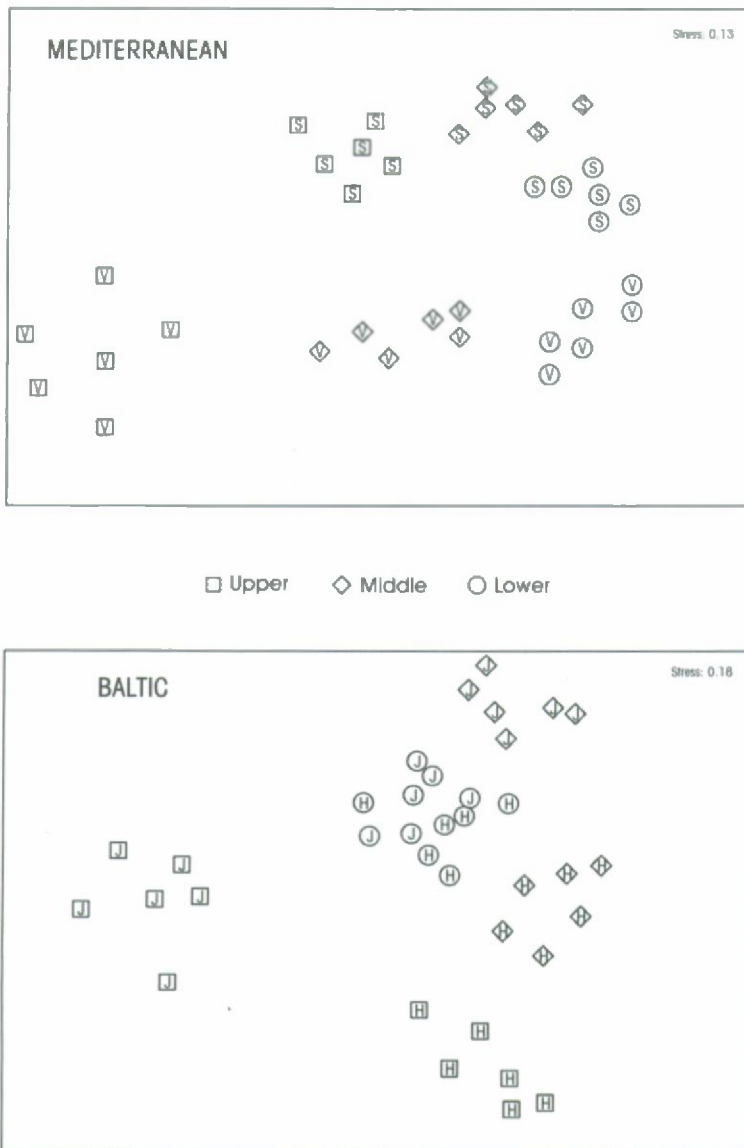 MEDITERRANEAN
Stress: 0.13
S S
S S S S
S S
S
S
S
S S
S
S S S
S
S S
V V V V V V
V V V V V V
V V V V V V
Upper Middle Lower
BALTIC
Stress: 0.18
J
J
J J J
J
J
J
H J J H
H
J J H
H
H
J
J
J J J
J
H H H
H H
H
H
H
H
H
H H